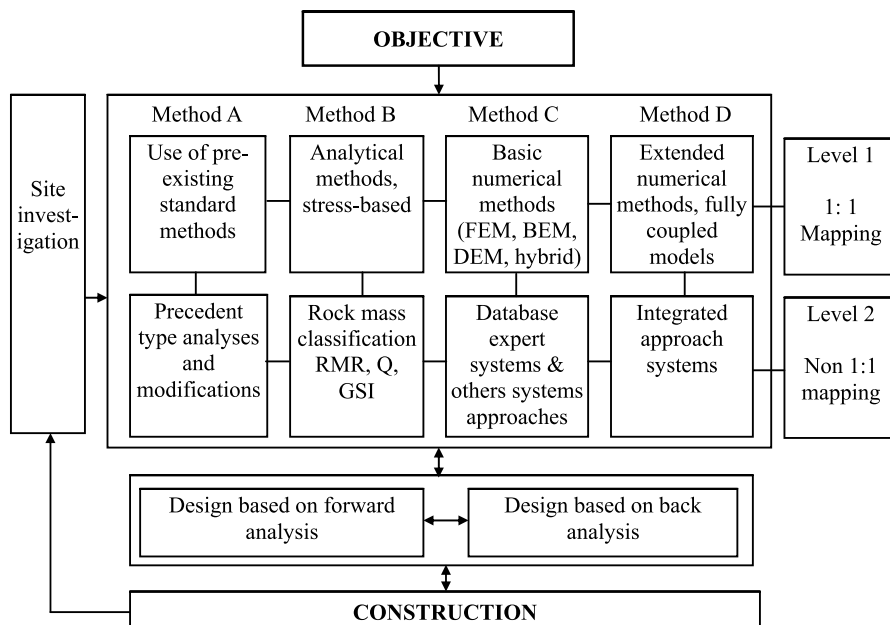 OBJECTIVE
Site
invest-
igation
Method A
Method B
Method C
Method D
Use of pre-
existing
standard
methods
Analytical
methods,
stress-based
Basic
numerical
methods
(FEM, BEM,
DEM, hybrid)
Extended
numerical
methods, fully
coupled
models
Level 1
1: 1
Mapping
Precedent
type analyses
and
modifications
Rock mass
classification
RMR, Q,
GSI
Database
expert
systems &
others systems
approaches
Integrated
approach
systems
Level 2
Non 1:1
mapping
Design based on forward
analysis
Design based on back
analysis
CONSTRUCTION